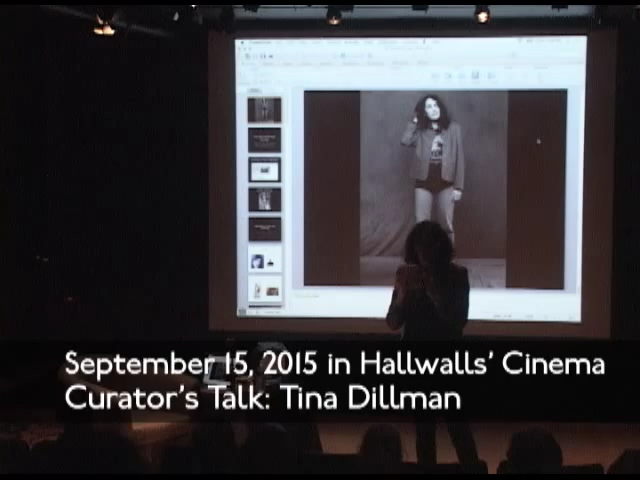 September 15, 2015 in Hallwalls' Cinema
Curator's Talk: Tina Dillman